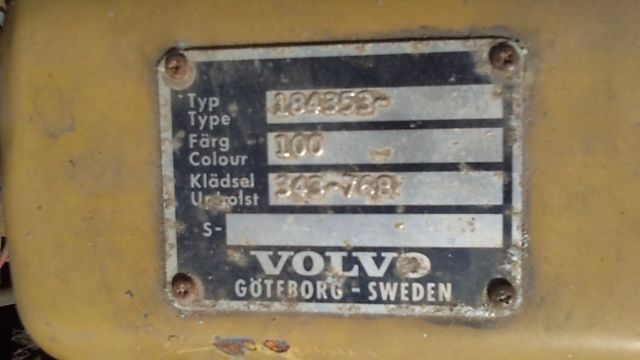 Typ
Type 184353-
Färg
Colour 100
Klädsel
Upholst 343-768
S-
VOLVO
GÖTEBORG - SWEDEN